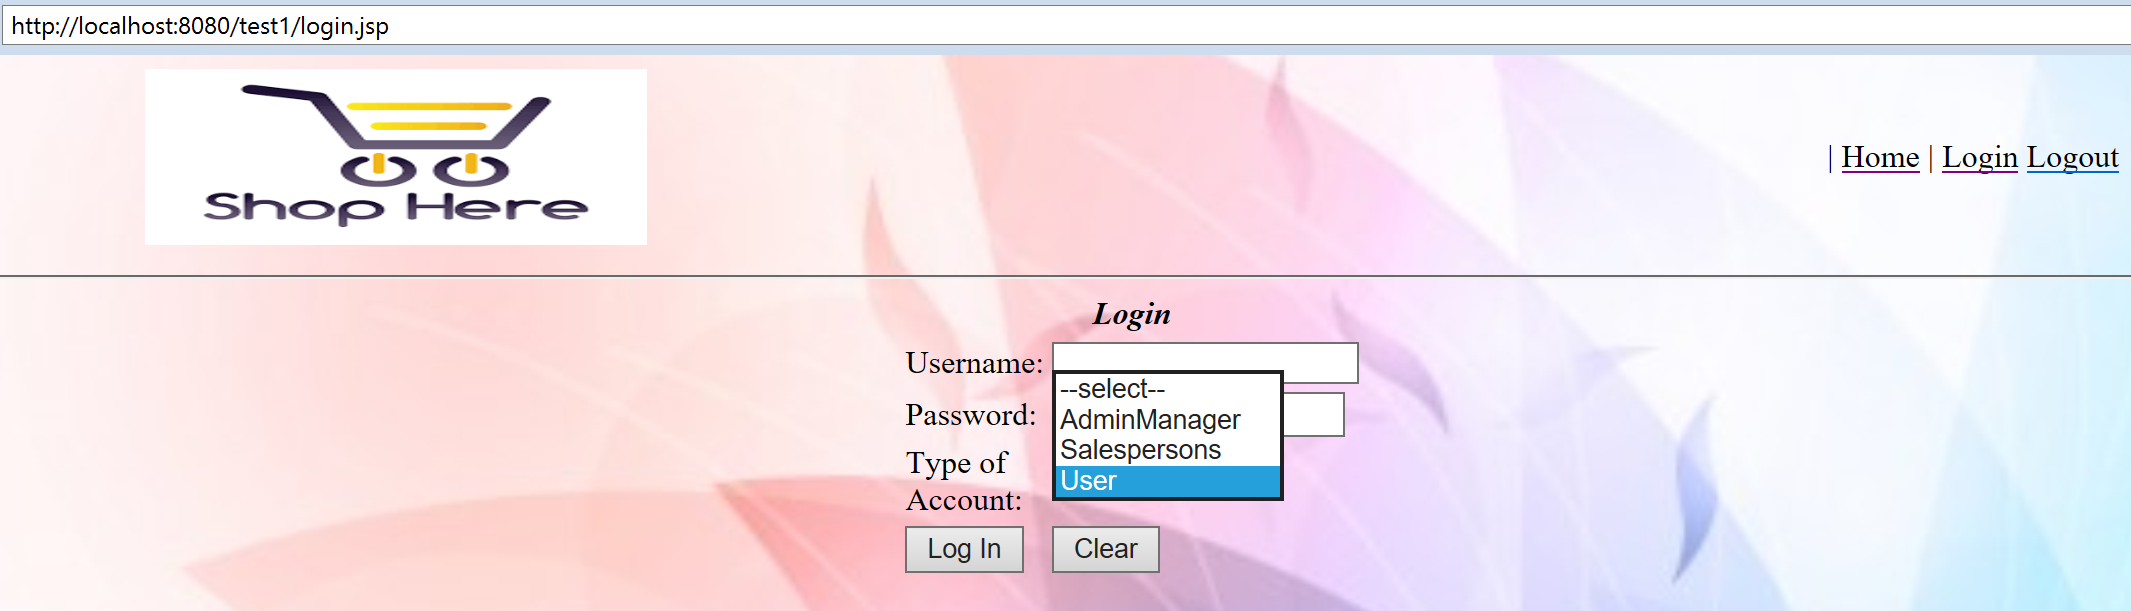 http://localhost:8080/test1/login.jsp
Shop Here
| Home | Login Logout
Login
Username:
--select--
AdminManager
Password:
Salespersons
Type of
User
Account:
Log In Clear